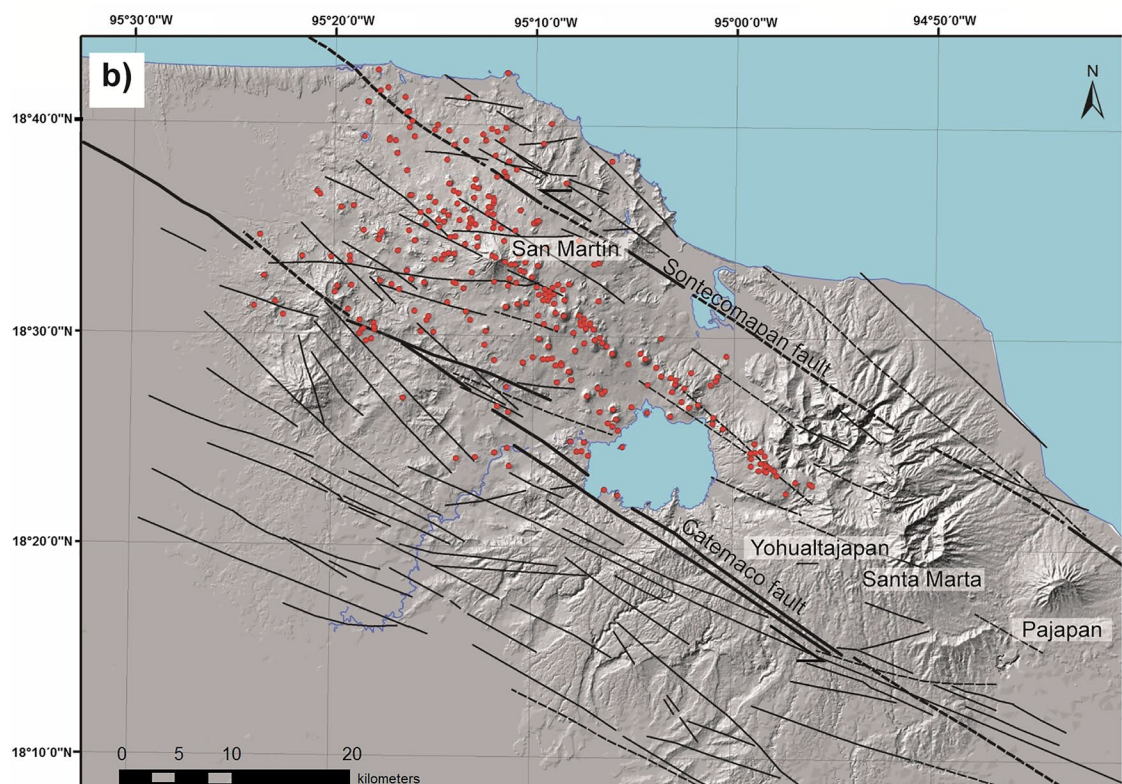 95°30'0"W 95°20'0"W 95°10'0"W 95°00'0"W 94°50'0"W
b)
N
18°40'0"N
San Martín
Sontecomapan fault
18°30'0"N
Catemaco fault
18°20'0"N
Yohualtajapan
Santa Marta
Pajapan
18°10'0"N
0 5 10 20
kilometers